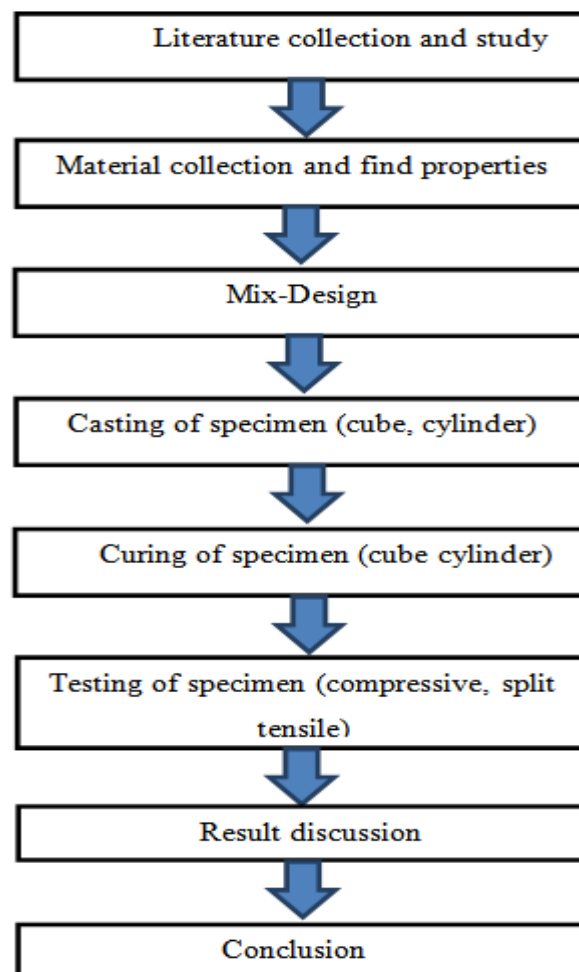 Literature collection and study
Material collection and find properties
Mix-Design
Casting of specimen (cube, cylinder)
Curing of specimen (cube cylinder)
Testing of specimen (compressive, split
tensile)
Result discussion
Conclusion